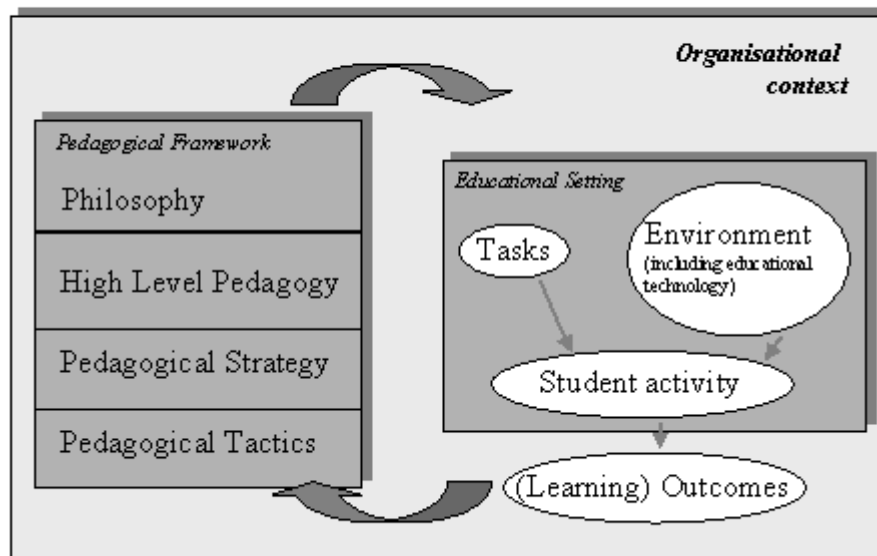 Organisational
context
Pedagogical Framework
Philosophy
High Level Pedagogy
Pedagogical Strategy
Pedagogical Tactics
Educational Setting
Tasks
Environment
(including educational
technology)
Student activity
(Learning) Outcomes